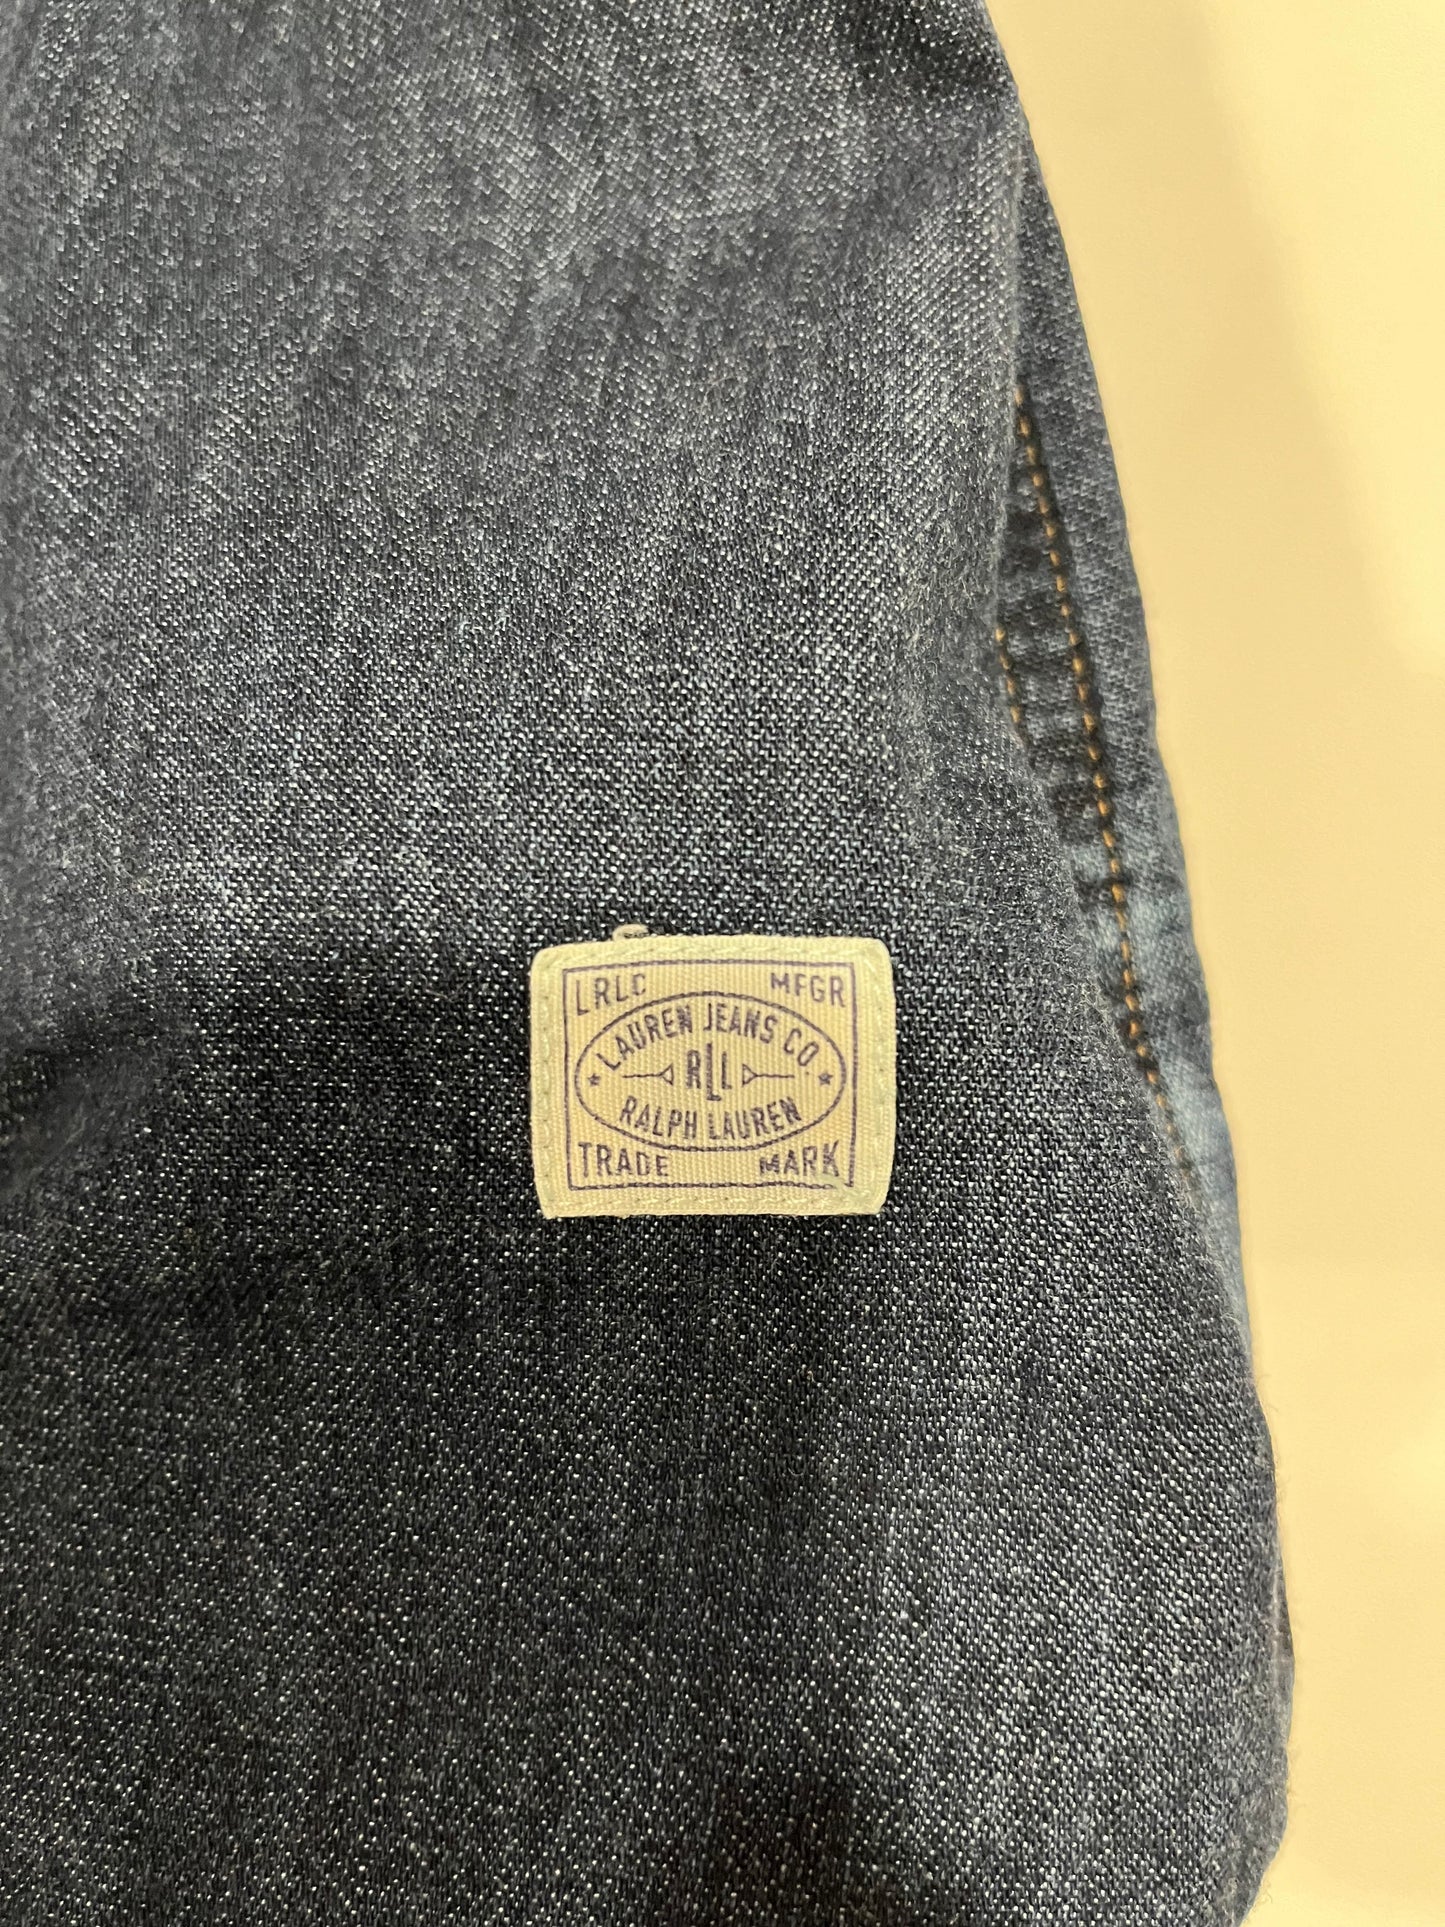 LRLC MFGR
LAUREN JEANS CO.
RLL
RALPH LAUREN
TRADE MARK